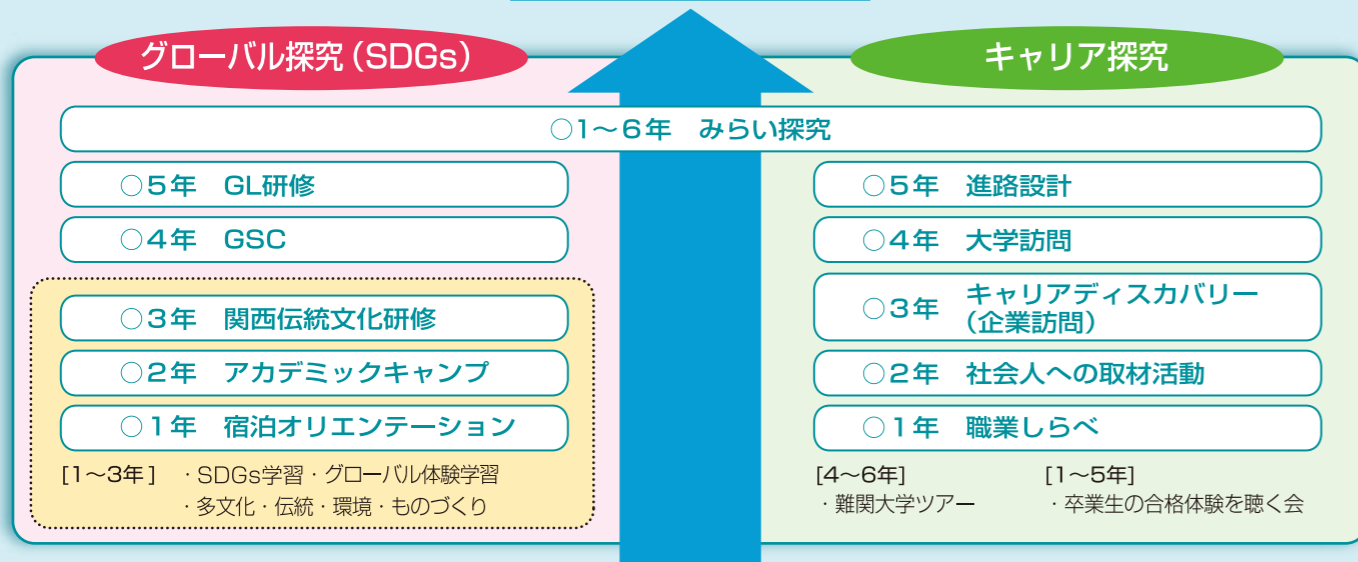 グローバル探究（SDGs）
キャリア探究
○1〜6年　みらい探究
○5年　GL研修
○4年　GSC
○3年　関西伝統文化研修
○2年　アカデミックキャンプ
○1年　宿泊オリエンテーション
[1〜3年]　・SDGs学習・グローバル体験学習
・多文化・伝統・環境・ものづくり
○5年　進路設計
○4年　大学訪問
○3年　キャリアディスカバリー
（企業訪問）
○2年　社会人への取材活動
○1年　職業しらべ
[4〜6年]
・難関大学ツアー
[1〜5年]
・卒業生の合格体験を聴く会